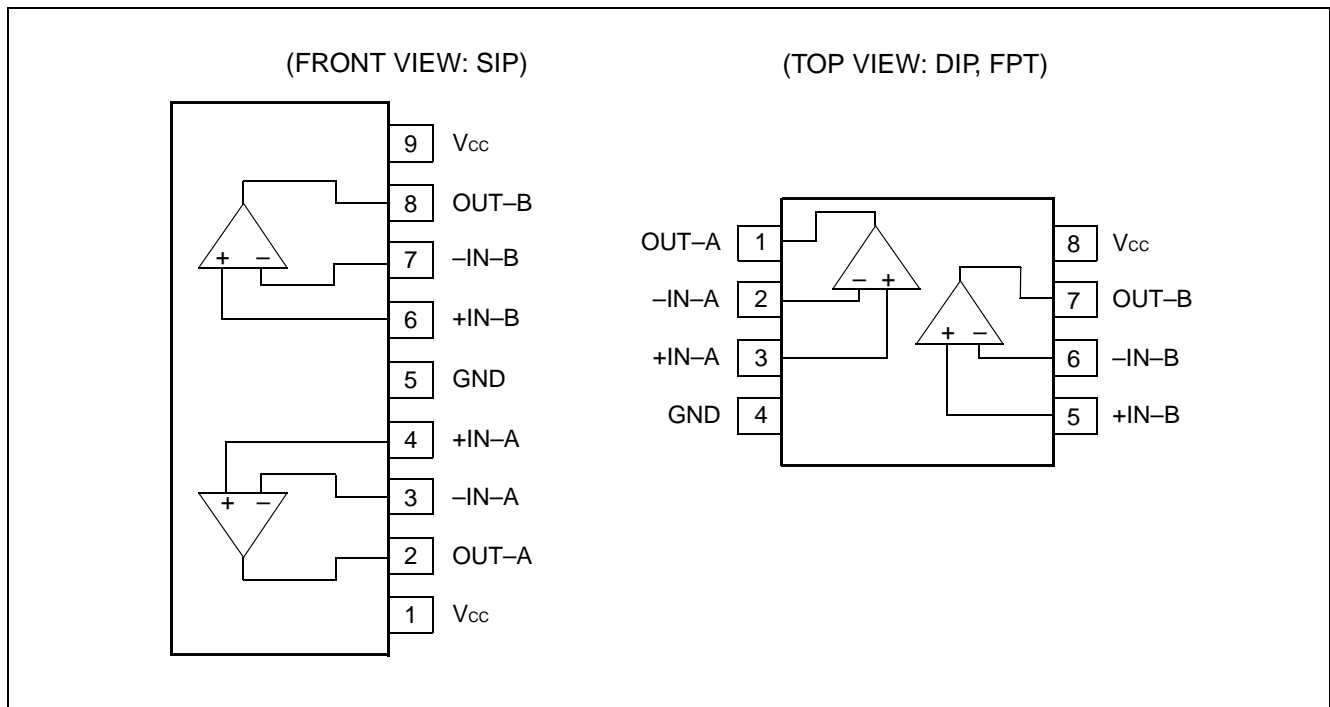 (FRONT VIEW: SIP)
9 Vcc
8 OUT–B
7 –IN–B
6 +IN–B
5 GND
4 +IN–A
3 –IN–A
2 OUT–A
1 Vcc
+ –
+ –
(TOP VIEW: DIP, FPT)
OUT–A 1
–IN–A 2
+IN–A 3
GND 4
– +
+ –
8 Vcc
7 OUT–B
6 –IN–B
5 +IN–B